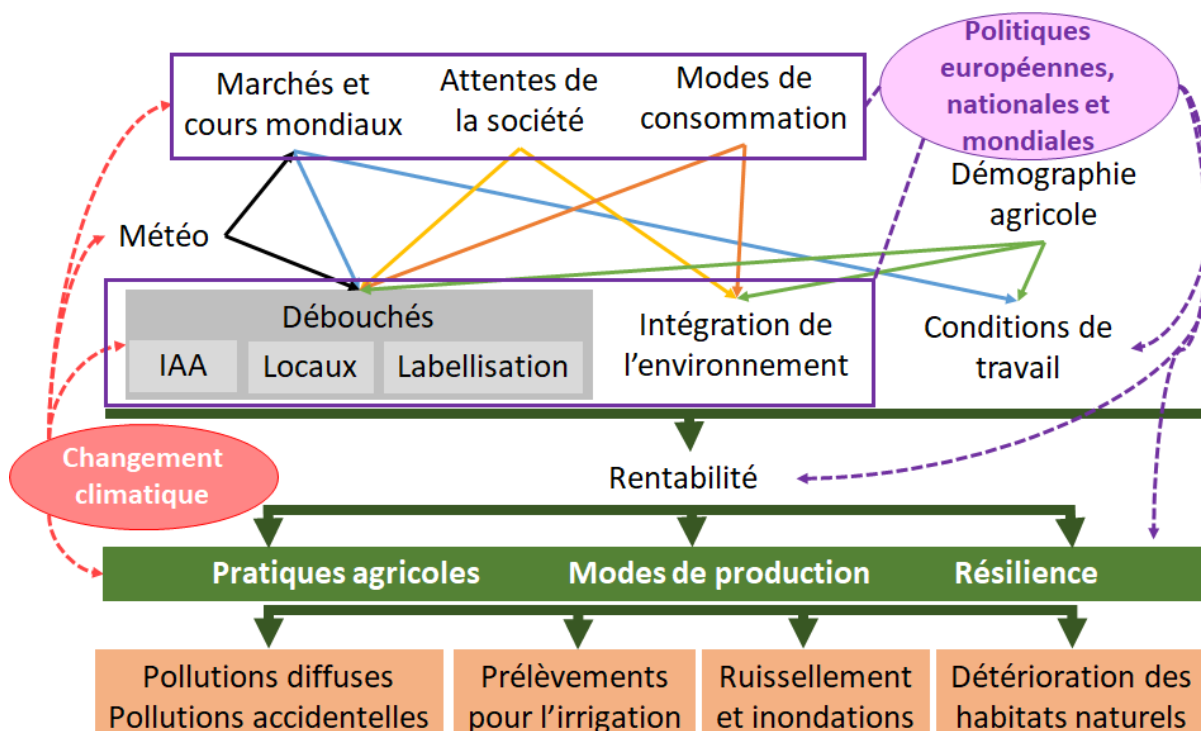 Politiques
européennes,
nationales et
mondiales
Marchés et
cours mondiaux
Attentes de
la société
Modes de
consommation
Démographie
agricole
Météo
Débouchés
IAA
Locaux
Labellisation
Intégration de
l'environnement
Conditions de
travail
Changement
climatique
Rentabilité
Pratiques agricoles
Modes de production
Résilience
Pollutions diffuses
Pollutions accidentelles
Prélèvements
pour l'irrigation
Ruissellement
et inondations
Détérioration des
habitats naturels